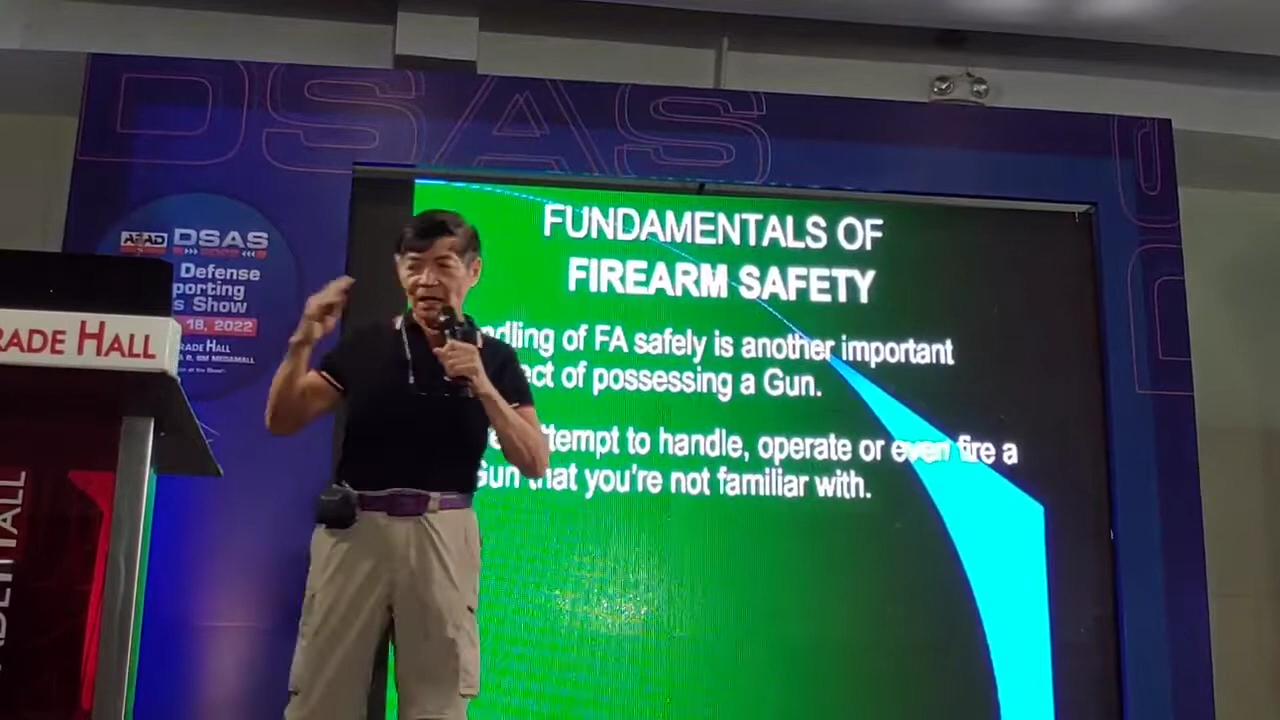 DSAS
AFAD DSAS
2022
Defense
porting
s Show
18, 2022
RADE HALL
RADE HALL
FUNDAMENTALS OF
FIREARM SAFETY
ndling of FA safely is another important
ect of possessing a Gun.
ttempt to handle, operate or even fire a
Gun that you're not familiar with.